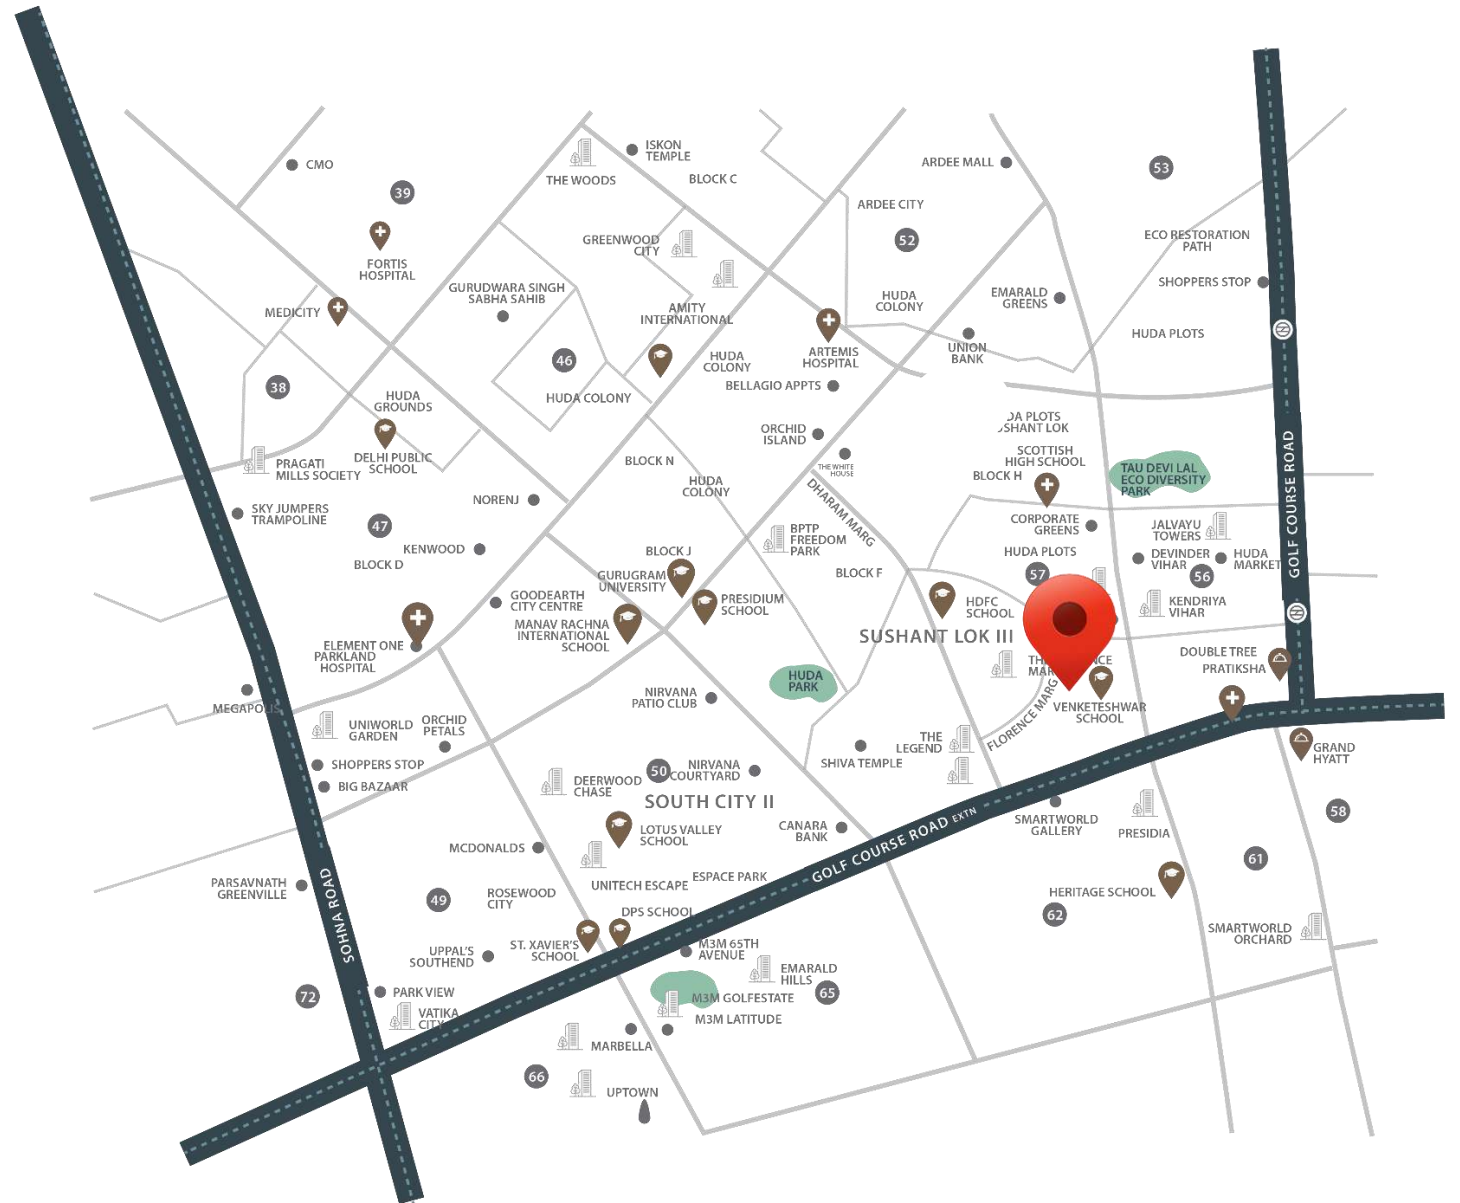 CMO
39
FORTIS
HOSPITAL
MEDICITY
38
HUDA
GROUNDS
DELHI PUBLIC
SCHOOL
PRAGATI
MILLS SOCIETY
SKY JUMPERS
TRAMPOLINE
47
BLOCK D
KENWOOD
NORENJ
THE WOODS
ISKON
TEMPLE
BLOCK C
GREENWOOD
CITY
GURUDWARA SINGH
SABHA SAHIB
46
HUDA COLONY
AMITY
INTERNATIONAL
HUDA
COLONY
ARTEMIS
HOSPITAL
BELLAGIO APPTS
ORCHID
ISLAND
THE WHITE
HOUSE
DHARAM MARG
BLOCK N
HUDA
COLONY
BPTP
FREEDOM
PARK
BLOCK F
BLOCK J
GURUGRAM
UNIVERSITY
PRESIDIUM
SCHOOL
GOODEARTH
CITY CENTRE
MANAV RACHNA
INTERNATIONAL
SCHOOL
ELEMENT ONE
PARKLAND
HOSPITAL
ARDEE MALL
ARDEE CITY
52
53
HUDA
COLONY
EMARALD
GREENS
UNION
BANK
ECO RESTORATION
PATH
SHOPPERS STOP
HUDA PLOTS
DA PLOTS
SHANT LOK
SCOTTISH
HIGH SCHOOL
BLOCK H
TAU DEVI LAL
ECO DIVERSITY
PARK
GOLF COURSE ROAD
CORPORATE
GREENS
HUDA PLOTS
57
JALVAYU
TOWERS
DEVINDER
VIHAR
HUDA
MARKET
56
KENDRIYA
VIHAR
HDFC
SCHOOL
SUSHANT LOK III
VENKETESHWAR
SCHOOL
FLORENCE MARG
DOUBLE TREE
PRATIKSHA
GRAND
HYATT
HUDA
PARK
NIRVANA
PATIO CLUB
THE
LEGEND
SHIVA TEMPLE
MEGAPOLIS
UNIWORLD
GARDEN
ORCHID
PETALS
SHOPPERS STOP
BIG BAZAAR
DEERWOOD
CHASE
50
NIRVANA
COURTYARD
SOUTH CITY II
LOTUS VALLEY
SCHOOL
CANARA
BANK
MCDONALDS
GOLF COURSE ROAD EXTN
SMARTWORLD
GALLERY
PRESIDIA
58
61
HERITAGE SCHOOL
62
SMARTWORLD
ORCHARD
PARSAVNATH
GREENVILLE
SOHNA ROAD
49
ROSEWOOD
CITY
UNITECH ESCAPE
ESPACE PARK
DPS SCHOOL
ST. XAVIER'S
SCHOOL
UPPAL'S
SOUTHEND
M3M 65TH
AVENUE
EMARALD
HILLS
65
M3M GOLFESTATE
M3M LATITUDE
72
PARK VIEW
VATIKA
CITY
MARBELLA
66
UPTOWN